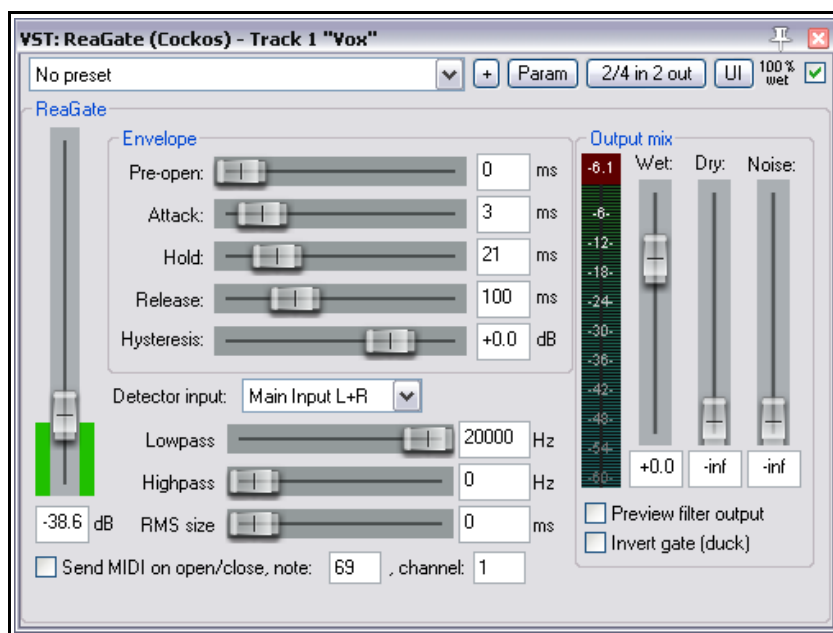 VST: ReaGate (Cockos) - Track 1 "Vox"
No preset + Param 2/4 in 2 out UI 100% wet
ReaGate
Envelope
Pre-open: 0 ms
Attack: 3 ms
Hold: 21 ms
Release: 100 ms
Hysteresis: +0.0 dB
Detector input: Main Input L+R
Lowpass 20000 Hz
Highpass 0 Hz
RMS size 0 ms
-38.6 dB
Send MIDI on open/close, note: 69 , channel: 1
Output mix
Wet: Dry: Noise:
-6.1
-6-
-12-
-18-
-24-
-30-
-36-
-42-
-48-
-54-
-60-
+0.0 -inf -inf
Preview filter output
Invert gate (duck)